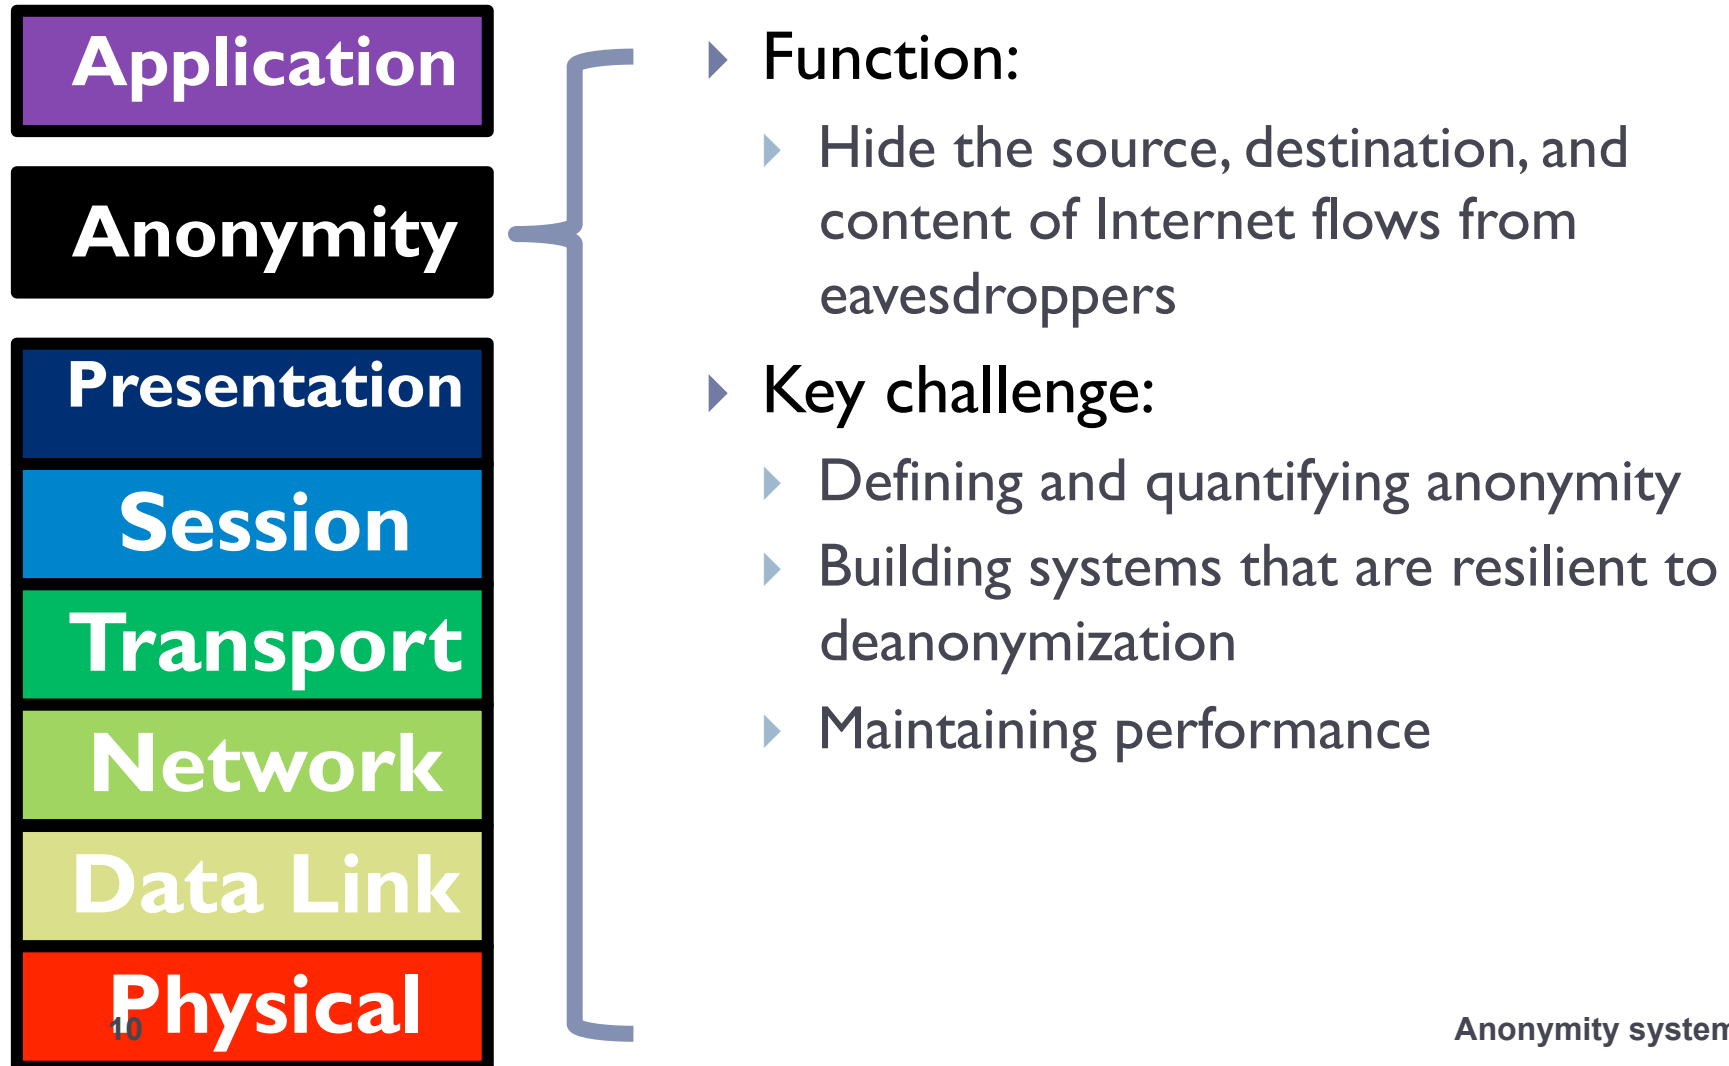 Application
Anonymity
Presentation
Session
Transport
Network
Data Link
Physical
10
Function:
Hide the source, destination, and
content of Internet flows from
eavesdroppers
Key challenge:
Defining and quantifying anonymity
Building systems that are resilient to
deanonymization
Maintaining performance
Anonymity system